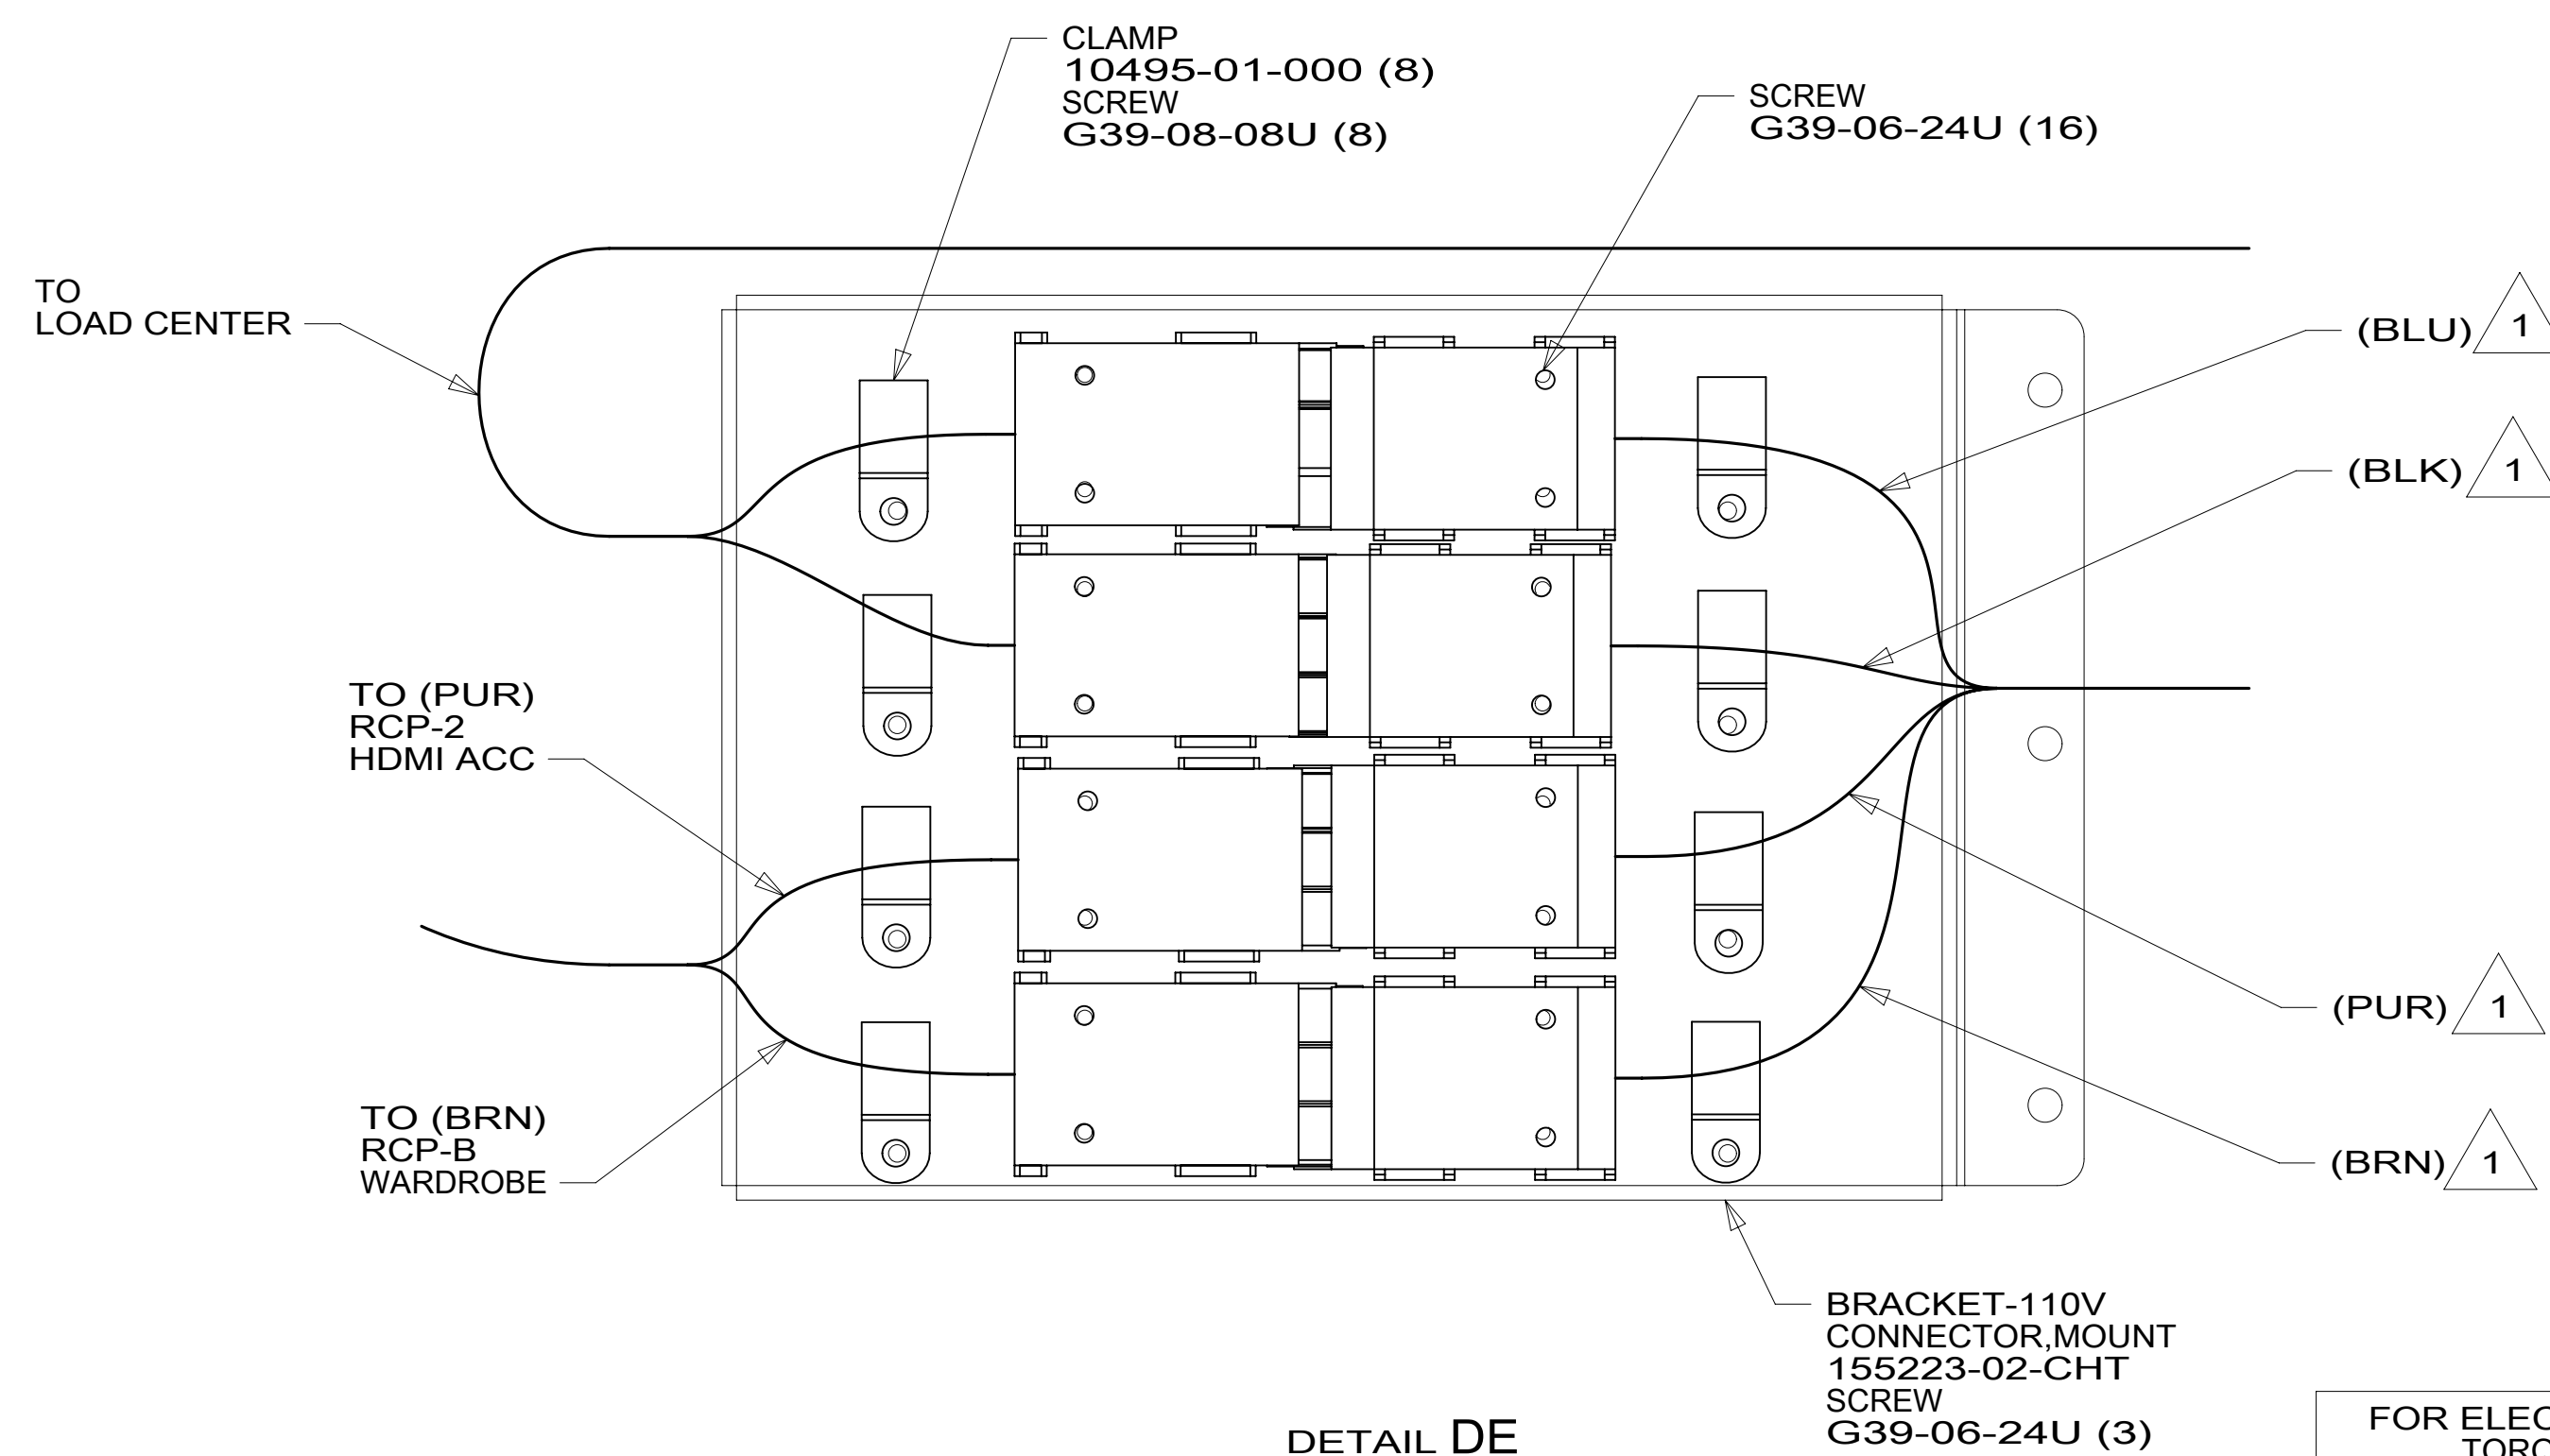 CLAMP
10495-01-000 (8)
SCREW
G39-08-08U (8)
SCREW
G39-06-24U (16)
TO
LOAD CENTER
(BLU) 1
(BLK) 1
TO (PUR)
RCP-2
HDMI ACC
(PUR) 1
TO (BRN)
RCP-B
WARDROBE
(BRN) 1
BRACKET-110V
CONNECTOR,MOUNT
155223-02-CHT
SCREW
G39-06-24U (3)
DETAIL DE
FOR